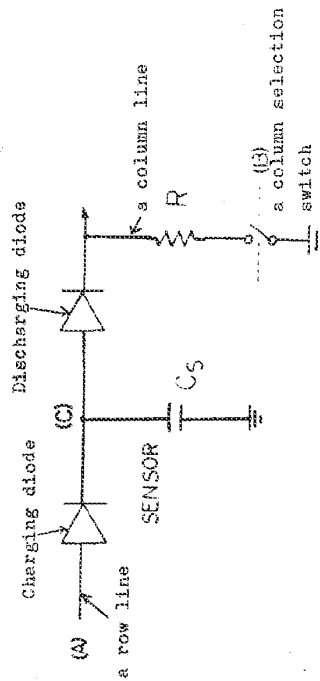 Discharging diode
Charging diode
(A)
(C)
a row line
a column line
SENSOR
CS
R
(B)
a column selection
switch